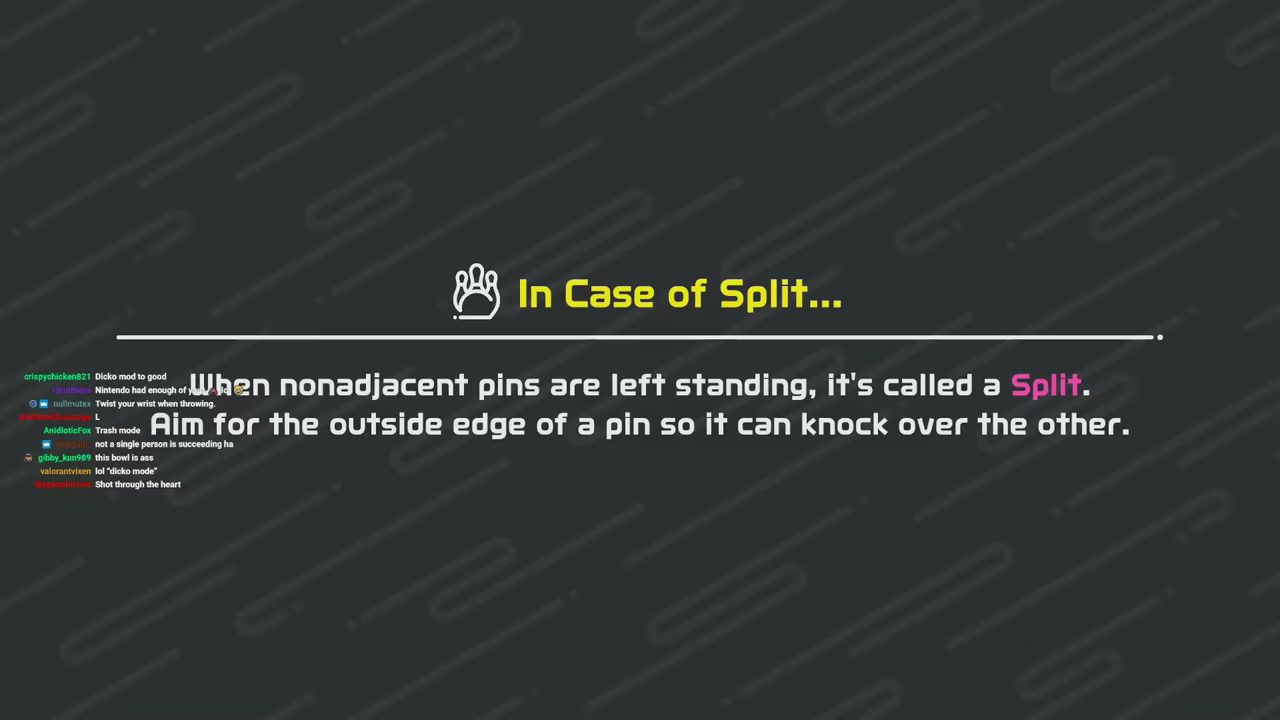 In Case of Split...
When nonadjacent pins are left standing, it's called a Split.
Aim for the outside edge of a pin so it can knock over the other.
crispychicken821 Dicko mod to good
Nintendo had enough of
nullmutex Twist your wrist when throwing.
L
AnidioticFox Trash mode
not a single person is succeeding ha
gibby_kun989 this bowl is ass
valorantvixen lol “dicko mode”
Shot through the heart